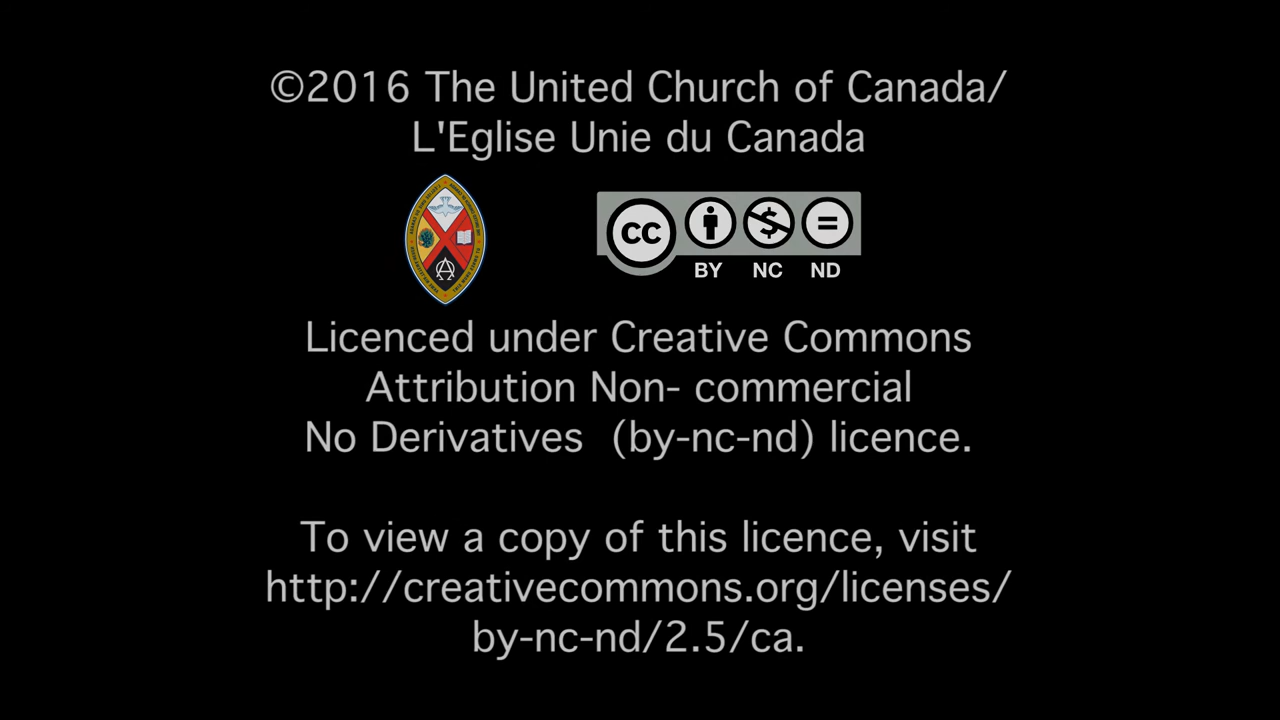 ©2016 The United Church of Canada/
L'Eglise Unie du Canada
CC
BY NC ND
Licenced under Creative Commons
Attribution Non- commercial
No Derivatives (by-nc-nd) licence.
To view a copy of this licence, visit
http://creativecommons.org/licenses/
by-nc-nd/2.5/ca.